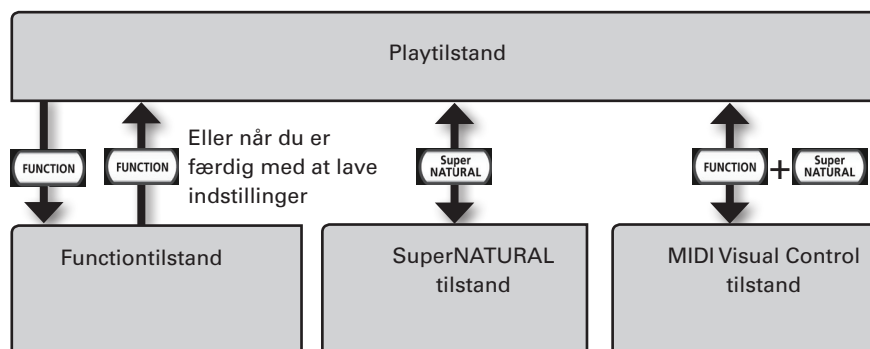 Playtilstand
FUNCTION
FUNCTION
Eller når du er
færdig med at lave
indstillinger
Super
NATURAL
FUNCTION
+
Super
NATURAL
Functiontilstand
SuperNATURAL
tilstand
MIDI Visual Control
tilstand